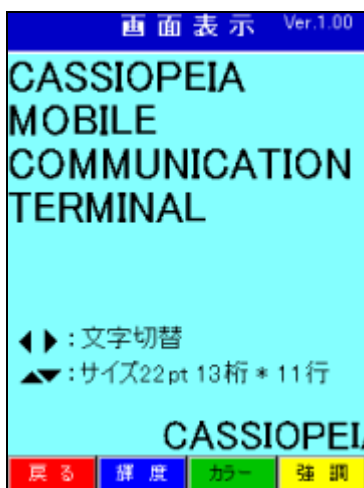 画面表示 Ver.1.00
CASSIOPEIA
MOBILE
COMMUNICATION
TERMINAL
◀ ▶ : 文字切替
▲▼ : サイズ22pt 13桁 * 11行
CASSIOPEI
戻る 輝度 カラー 強調